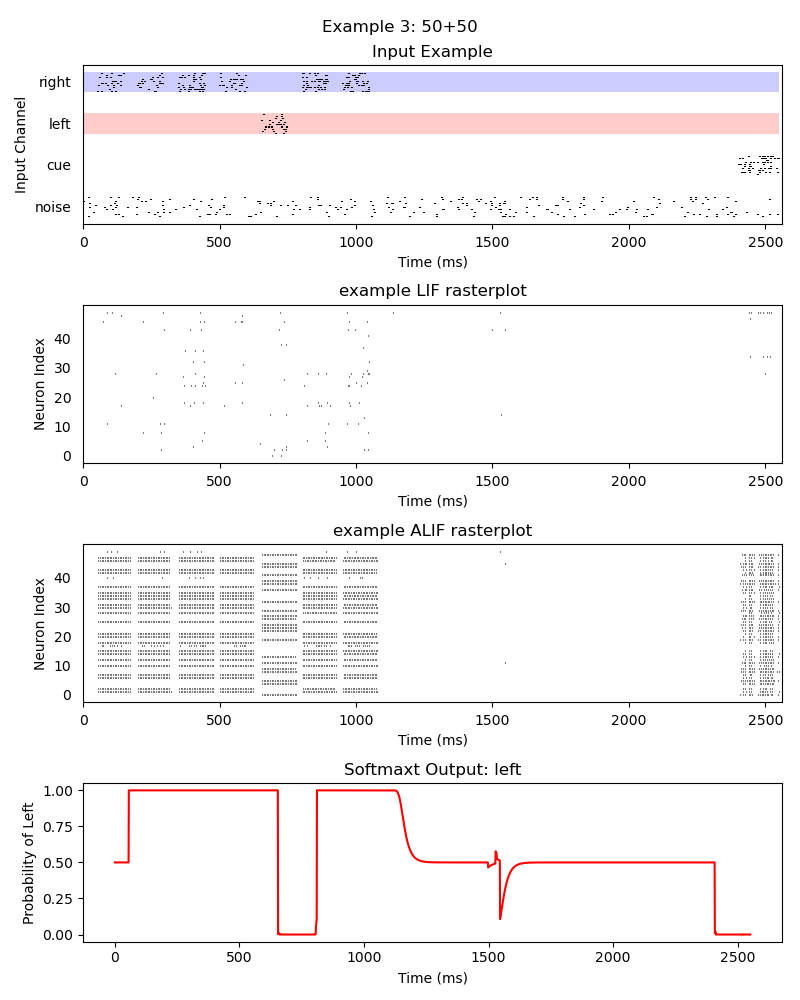 Example 3: 50+50
Input Example
Input Channel
right
left
cue
noise
0 500 1000 1500 2000 2500
Time (ms)
example LIF rasterplot
Neuron Index
40
30
20
10
0
0 500 1000 1500 2000 2500
Time (ms)
example ALIF rasterplot
Neuron Index
40
30
20
10
0
0 500 1000 1500 2000 2500
Time (ms)
Softmaxt Output: left
Probability of Left
1.00
0.75
0.50
0.25
0.00
0 500 1000 1500 2000 2500
Time (ms)